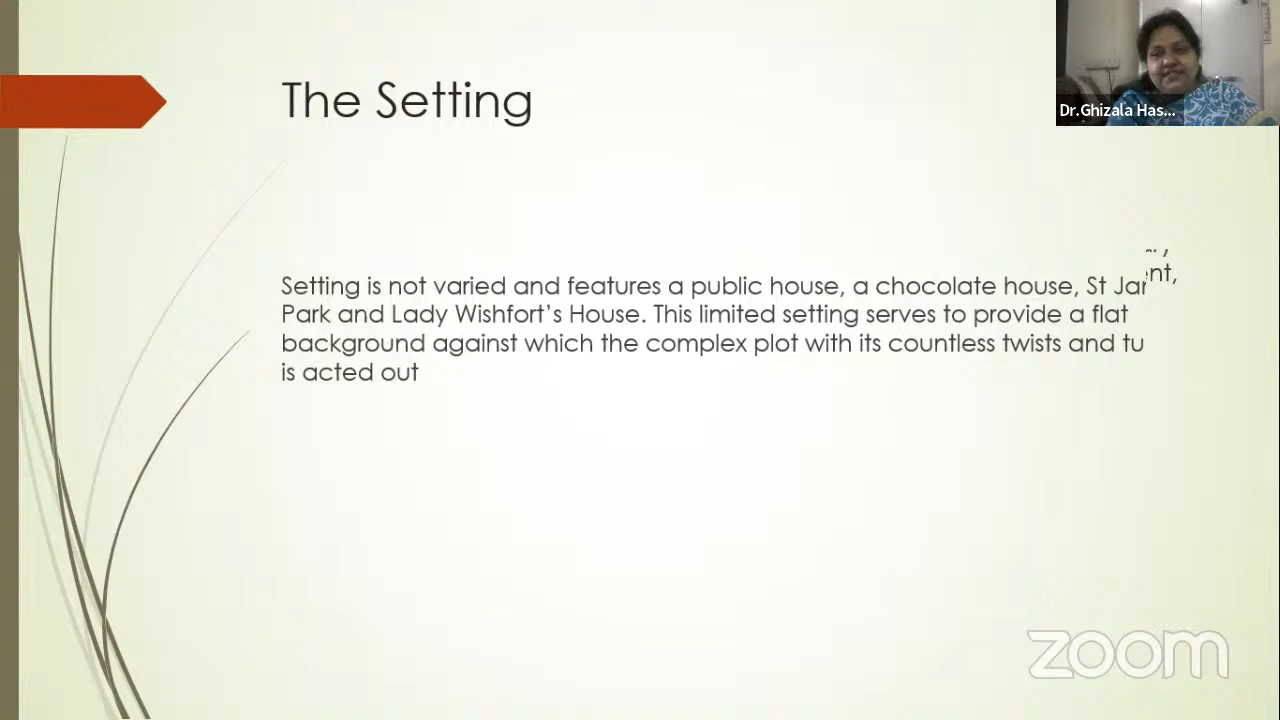 The Setting
Dr.Ghizala Has...
ent,
Setting is not varied and features a public house, a chocolate house, St Jar
Park and Lady Wishfort’s House. This limited setting serves to provide a flat
background against which the complex plot with its countless twists and tu
is acted out
zoom